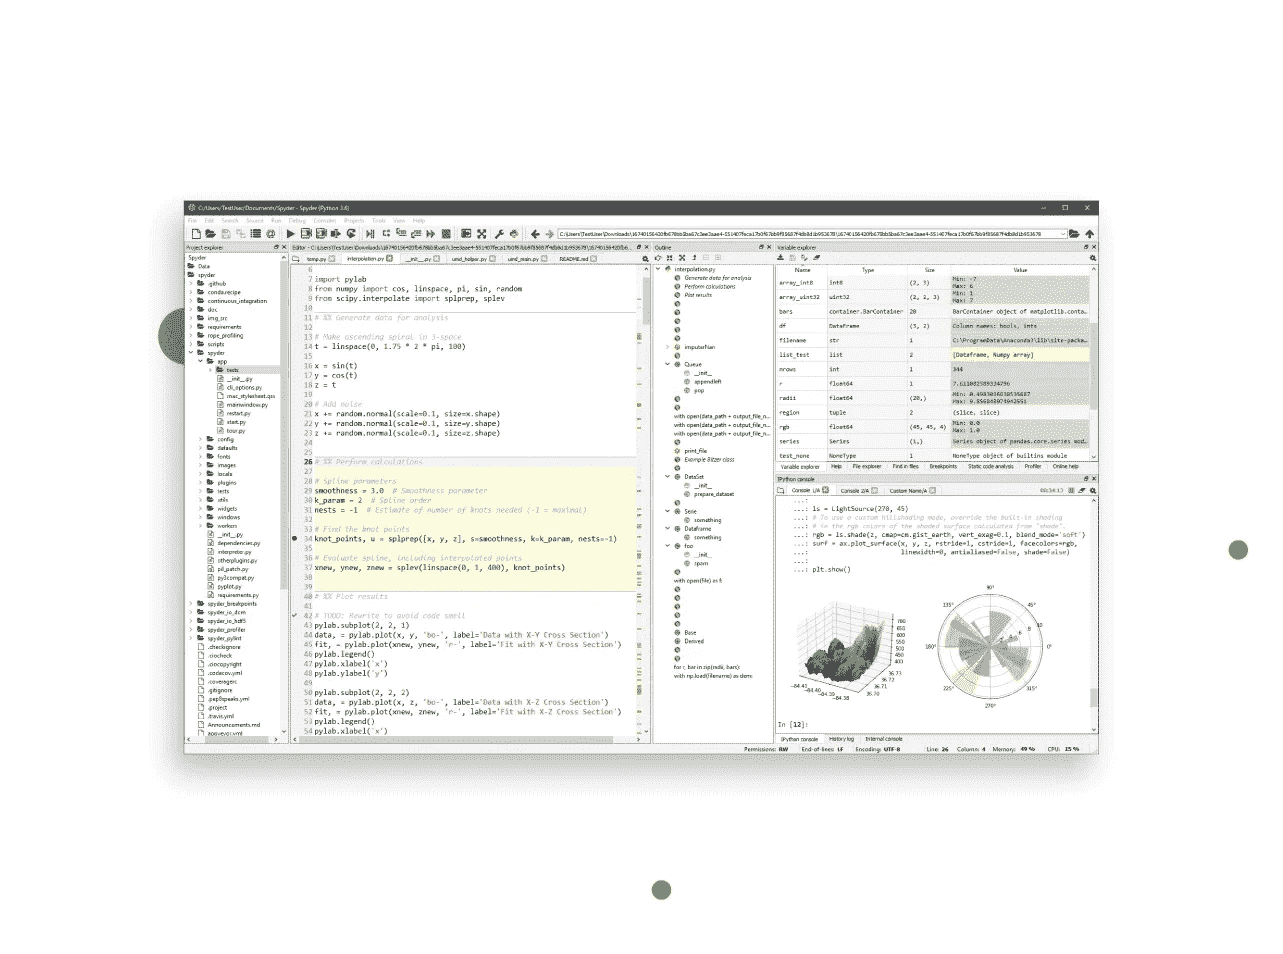 C:/Users/TestUser/Documents/Spyder - Spyder (Python 3.6)
File Edit Search Source Run Debug Consoles Projects Tools View Help
Project explorer
Spyder
Data
spyder
.github
conda.recipe
continuous_integration
doc
img_src
requirements
rope_profiling
scripts
spyder
app
tests
__init__.py
cli_options.py
mac_stylesheet.qss
mainwindow.py
restart.py
start.py
tour.py
config
defaults
fonts
images
locale
plugins
tests
utils
widgets
windows
workers
__init__.py
dependencies.py
interpreter.py
otherplugins.py
pil_patch.py
py3compat.py
pyplot.py
requirements.py
spyder_breakpoints
spyder_io_dcm
spyder_io_hdf5
spyder_profiler
spyder_pylint
.checkignore
.ciocheck
.ciocopyright
.codecov.yml
.coveragerc
.gitignore
.pep8speaks.yml
.project
.travis.yml
Announcements.md
appveyor.yml
temp.py interpolation.py __init__.py umd_helper.py umd_main.py README.md
6
7 import pylab
8 from numpy import cos, linspace, pi, sin, random
9 from scipy.interpolate import splprep, splev
10
11 # %% Generate data for analysis
12
13 # Make ascending spiral in 3-space
14 t = linspace(0, 1.75 * 2 * pi, 100)
15
16 x = sin(t)
17 y = cos(t)
18 z = t
19
20 # Add noise
21 x += random.normal(scale=0.1, size=x.shape)
22 y += random.normal(scale=0.1, size=y.shape)
23 z += random.normal(scale=0.1, size=z.shape)
24
25
26 # %% Perform calculations
27
28 # Spline parameters
29 smoothness = 3.0 # Smoothness parameter
30 k_param = 2 # Spline order
31 nests = -1 # Estimate of number of knots needed (-1 = maximal)
32
33 # Find the knot points
34 knot_points, u = splprep([x, y, z], s=smoothness, k=k_param, nests=-1)
35
36 # Evaluate spline, including interpolated points
37 xnew, ynew, znew = splev(linspace(0, 1, 400), knot_points)
38
39
40 # %% Plot results
41
42 # TODO: Rewrite to avoid code smell
43 pylab.subplot(2, 2, 1)
44 data, = pylab.plot(x, y, 'bo-', label='Data with X-Y Cross Section')
45 fit, = pylab.plot(xnew, ynew, 'r-', label='Fit with X-Y Cross Section')
46 pylab.legend()
47 pylab.xlabel('x')
48 pylab.ylabel('y')
49
50 pylab.subplot(2, 2, 2)
51 data, = pylab.plot(x, z, 'bo-', label='Data with X-Z Cross Section')
52 fit, = pylab.plot(xnew, znew, 'r-', label='Fit with X-Z Cross Section')
53 pylab.legend()
54 pylab.xlabel('x')
Outline
interpolation.py
Generate data for analysis
Perform calculations
Plot results
Queue
__init__
appendleft
pop
with open(data_path + output_file_n...
with open(data_path + output_file_n...
with open(data_path + output_file_n...
print_file
Example Blitzer class
DataSet
__init__
prepare_dataset
Serie
something
Dataframe
something
foo
__init__
spam
with open(file) as f:
Base
Derived
for r, bar in zip(radii, bars):
with np.load(filename) as dem:
Variable explorer
Name Type Size Value
array_int8 int8 (2, 3) Min: -7
Max: 6
array_uint32 uint32 (2, 2, 3) Min: 1
Max: 7
bars container.BarContainer 20 BarContainer object of matplotlib.conta...
df DataFrame (3, 2) Column names: bools, ints
filename str 1
list_test list 2 [Dataframe, Numpy array]
nrows int 1 344
r float64 1
radii float64 (20,)
region tuple 2 (slice, slice)
rgb float64 (45, 45, 4) Min: 0.0
Max: 1.0
series Series (1,) Series object of pandas.core.series mod...
test_none NoneType 1 NoneType object of builtins module
Variable explorer Help File explorer Find in files Breakpoints Static code analysis Profiler Online help
IPython console
Console 1/A Console 2/A Custom Name/A
...:
...: ls = LightSource(270, 45)
...: # To use a custom hillshading mode, override the built-in shading
...: # in the rgb colors of the shaded surface calculated from "shade".
...: rgb = ls.shade(z, cmap=cm.gist_earth, vert_exag=0.1, blend_mode='soft')
...: surf = ax.plot_surface(x, y, z, rstride=1, cstride=1, facecolors=rgb,
...: linewidth=0, antialiased=False, shade=False)
...:
...: plt.show()
700
650
600
550
500
450
400
36.73
36.72
36.71
36.70
-84.41
-84.40
-84.39
-84.38
90°
135° 45°
180° 0°
225° 315°
270°
In [12]:
IPython console History log Internal console
Permissions: RW End-of-lines: LF Encoding: UTF-8 Line: 26 Column: 4 Memory: 49 % CPU: 15 %